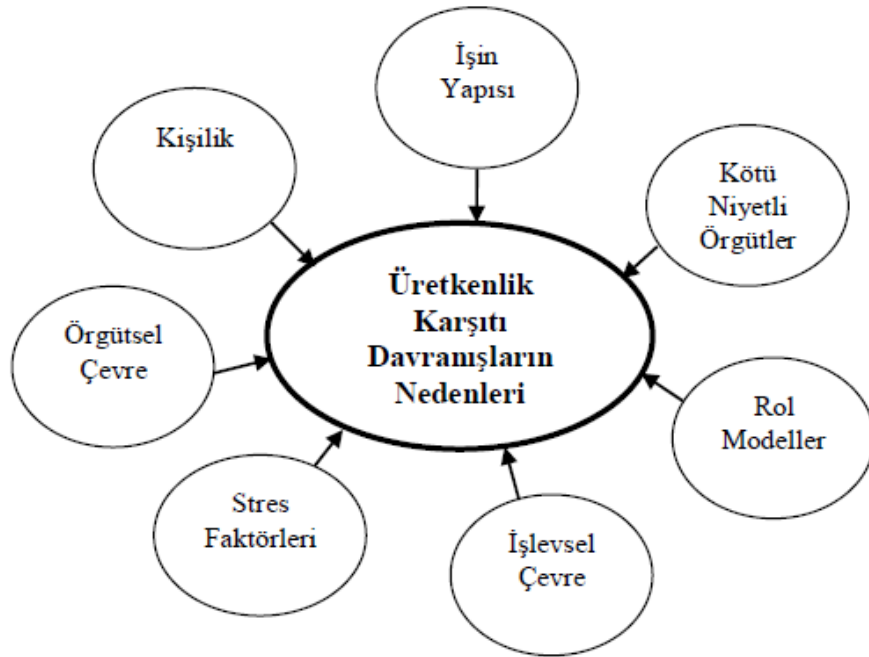 İşin
Yapısı
Kişilik
Kötü
Niyetli
Örgütler
Üretkenlik
Karşıtı
Davranışların
Nedenleri
Örgütsel
Çevre
Rol
Modeller
Stres
Faktörleri
İşlevsel
Çevre